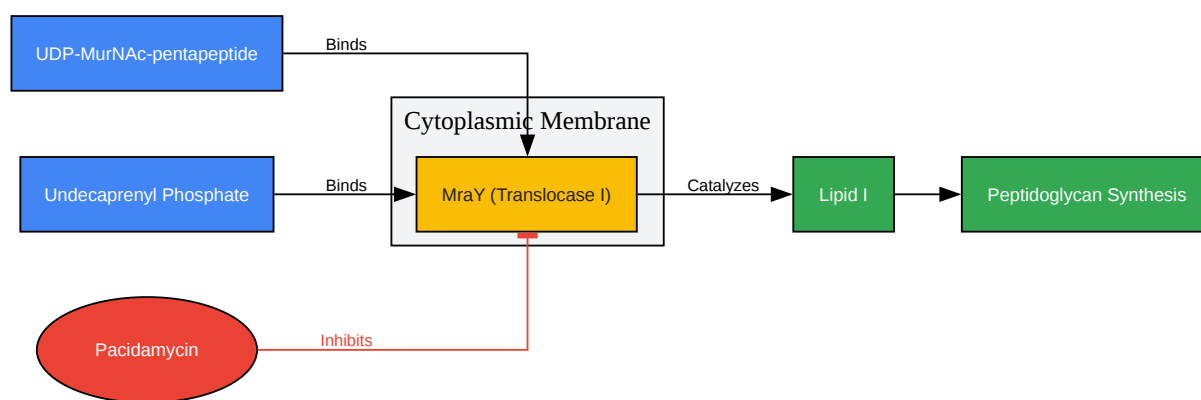 UDP-MurNAc-pentapeptide
Binds
Cytoplasmic Membrane
Undecaprenyl Phosphate
Binds
MraY (Translocase I)
Catalyzes
Lipid I
Peptidoglycan Synthesis
Pacidamycin
Inhibits